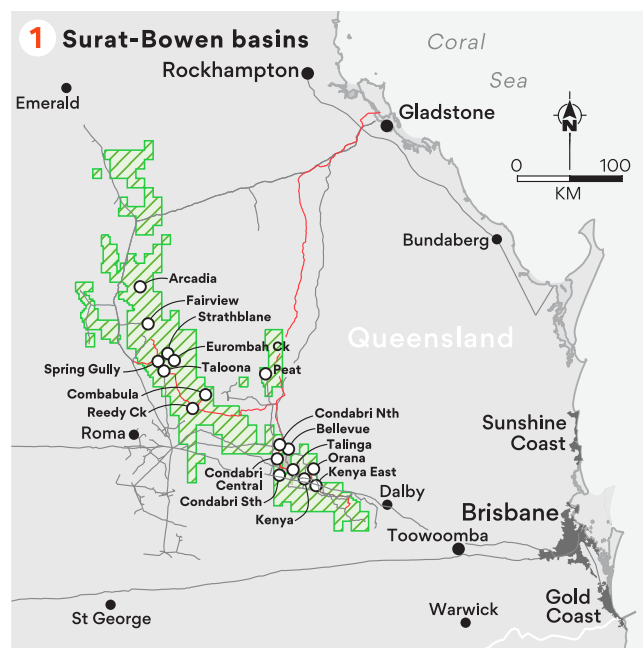 1 Surat-Bowen basins
Coral
Sea
Rockhampton
Emerald
Gladstone
N
0 100
KM
Bundaberg
Arcadia
Fairview
Strathblane
Eurombah Ck
Spring Gully
Taloona
Peat
Queensland
Combabula
Reedy Ck
Roma
Condabri Nth
Bellevue
Talinga
Orana
Kenya East
Condabri
Central
Condabri Sth
Kenya
Sunshine
Coast
Dalby
Brisbane
Toowoomba
Gold
Coast
St George
Warwick